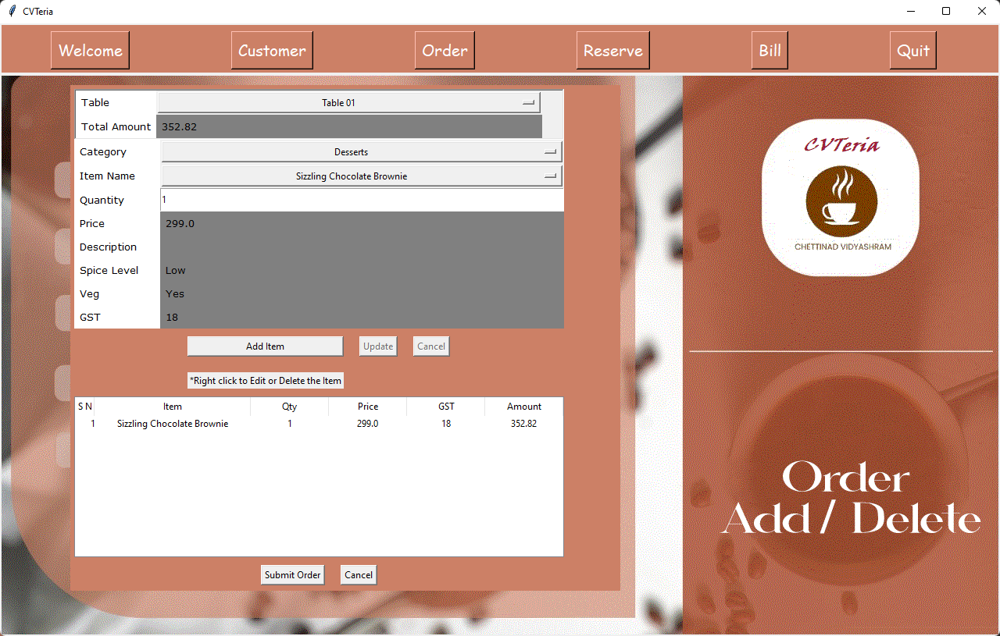 CVTeria
Welcome Customer Order Reserve Bill Quit
Table Table 01
Total Amount 352.82
Category Desserts
Item Name Sizzling Chocolate Brownie
Quantity 1
Price 299.0
Description
Spice Level Low
Veg Yes
GST 18
Add Item Update Cancel
*Right click to Edit or Delete the Item
S N Item Qty Price GST Amount
1 Sizzling Chocolate Brownie 1 299.0 18 352.82
Submit Order Cancel
CVTeria
CHETTINAD VIDYASHRAM
Order
Add / Delete